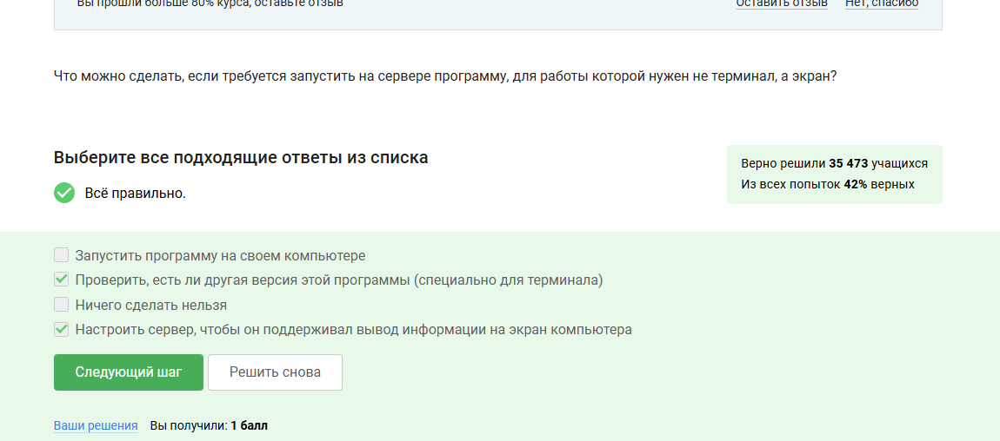 Вы прошли больше 80% курса, оставьте отзыв Оставить отзыв Нет, спасибо
Что можно сделать, если требуется запустить на сервере программу, для работы которой нужен не терминал, а экран?
Выберите все подходящие ответы из списка
Всё правильно.
Верно решили 35 473 учащихся
Из всех попыток 42% верных
Запустить программу на своем компьютере
Проверить, есть ли другая версия этой программы (специально для терминала)
Ничего сделать нельзя
Настроить сервер, чтобы он поддерживал вывод информации на экран компьютера
Следующий шаг Решить снова
Ваши решения Вы получили: 1 балл